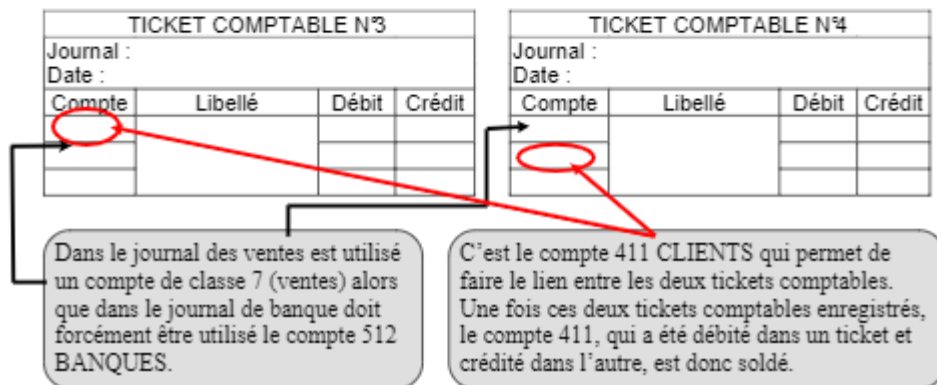 TICKET COMPTABLE N°3
Journal :
Date :
Compte Libellé Débit Crédit
TICKET COMPTABLE N°4
Journal :
Date :
Compte Libellé Débit Crédit
Dans le journal des ventes est utilisé
un compte de classe 7 (ventes) alors
que dans le journal de banque doit
forcément être utilisé le compte 512
BANQUES.
C’est le compte 411 CLIENTS qui permet de
faire le lien entre les deux tickets comptables.
Une fois ces deux tickets comptables enregistrés,
le compte 411, qui a été débité dans un ticket et
crédité dans l’autre, est donc soldé.